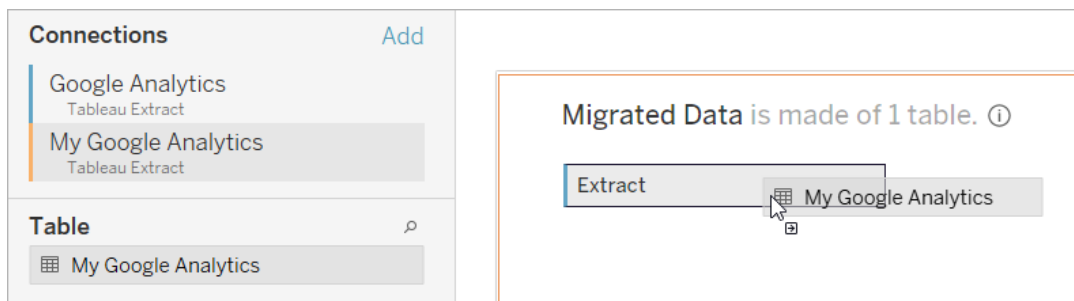 Connections Add
Google Analytics
Tableau Extract
My Google Analytics
Tableau Extract
Table
My Google Analytics
Migrated Data is made of 1 table.
Extract
My Google Analytics